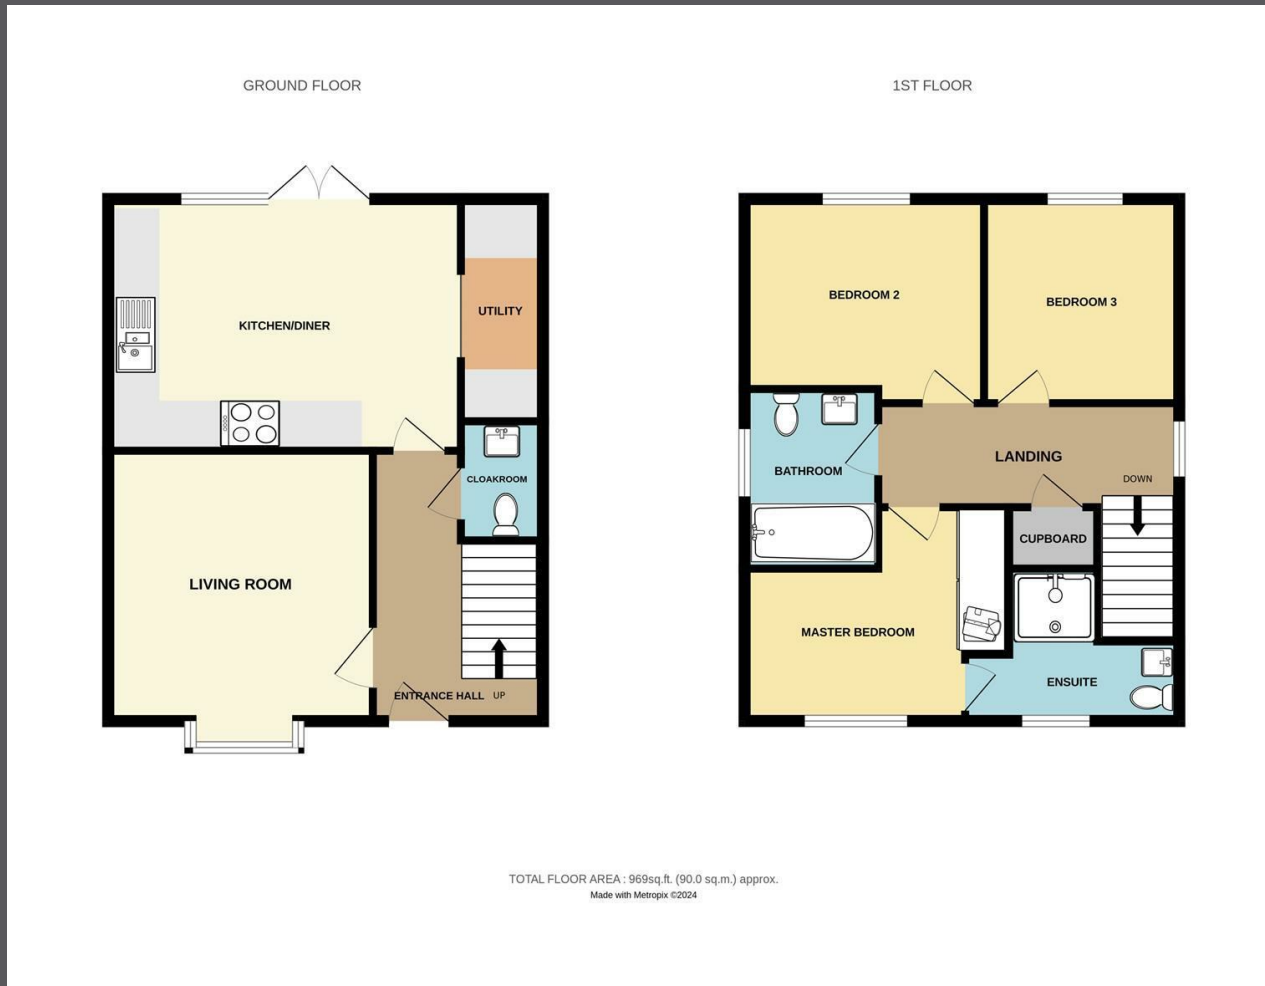 GROUND FLOOR
KITCHEN/DINER
UTILITY
CLOAKROOM
LIVING ROOM
ENTRANCE HALL
UP
1ST FLOOR
BEDROOM 2
BEDROOM 3
BATHROOM
LANDING
DOWN
CUPBOARD
MASTER BEDROOM
ENSUITE
TOTAL FLOOR AREA : 969sq.ft. (90.0 sq.m.) approx.
Made with Metropix ©2024